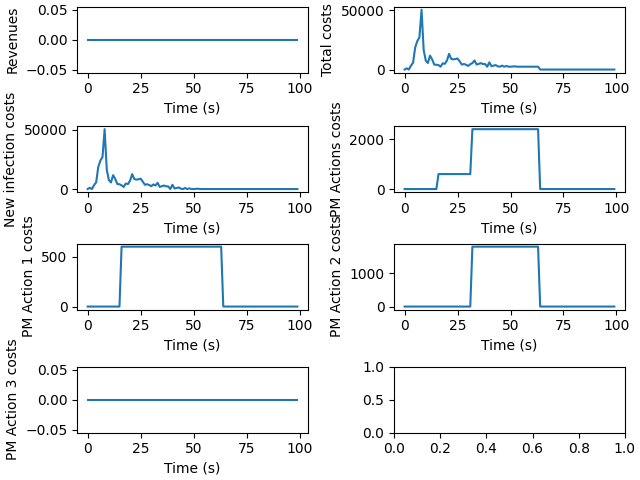 Revenues
0.05
0.00
−0.05
0 25 50 75 100
Time (s)
Total costs
50000
0
0 25 50 75 100
Time (s)
New infection costs
50000
0
0 25 50 75 100
Time (s)
PM Actions costs
2000
0
0 25 50 75 100
Time (s)
PM Action 1 costs
500
0
0 25 50 75 100
Time (s)
PM Action 2 costs
1000
0
0 25 50 75 100
Time (s)
PM Action 3 costs
0.05
0.00
−0.05
0 25 50 75 100
Time (s)
1.0
0.5
0.0
0.0 0.2 0.4 0.6 0.8 1.0